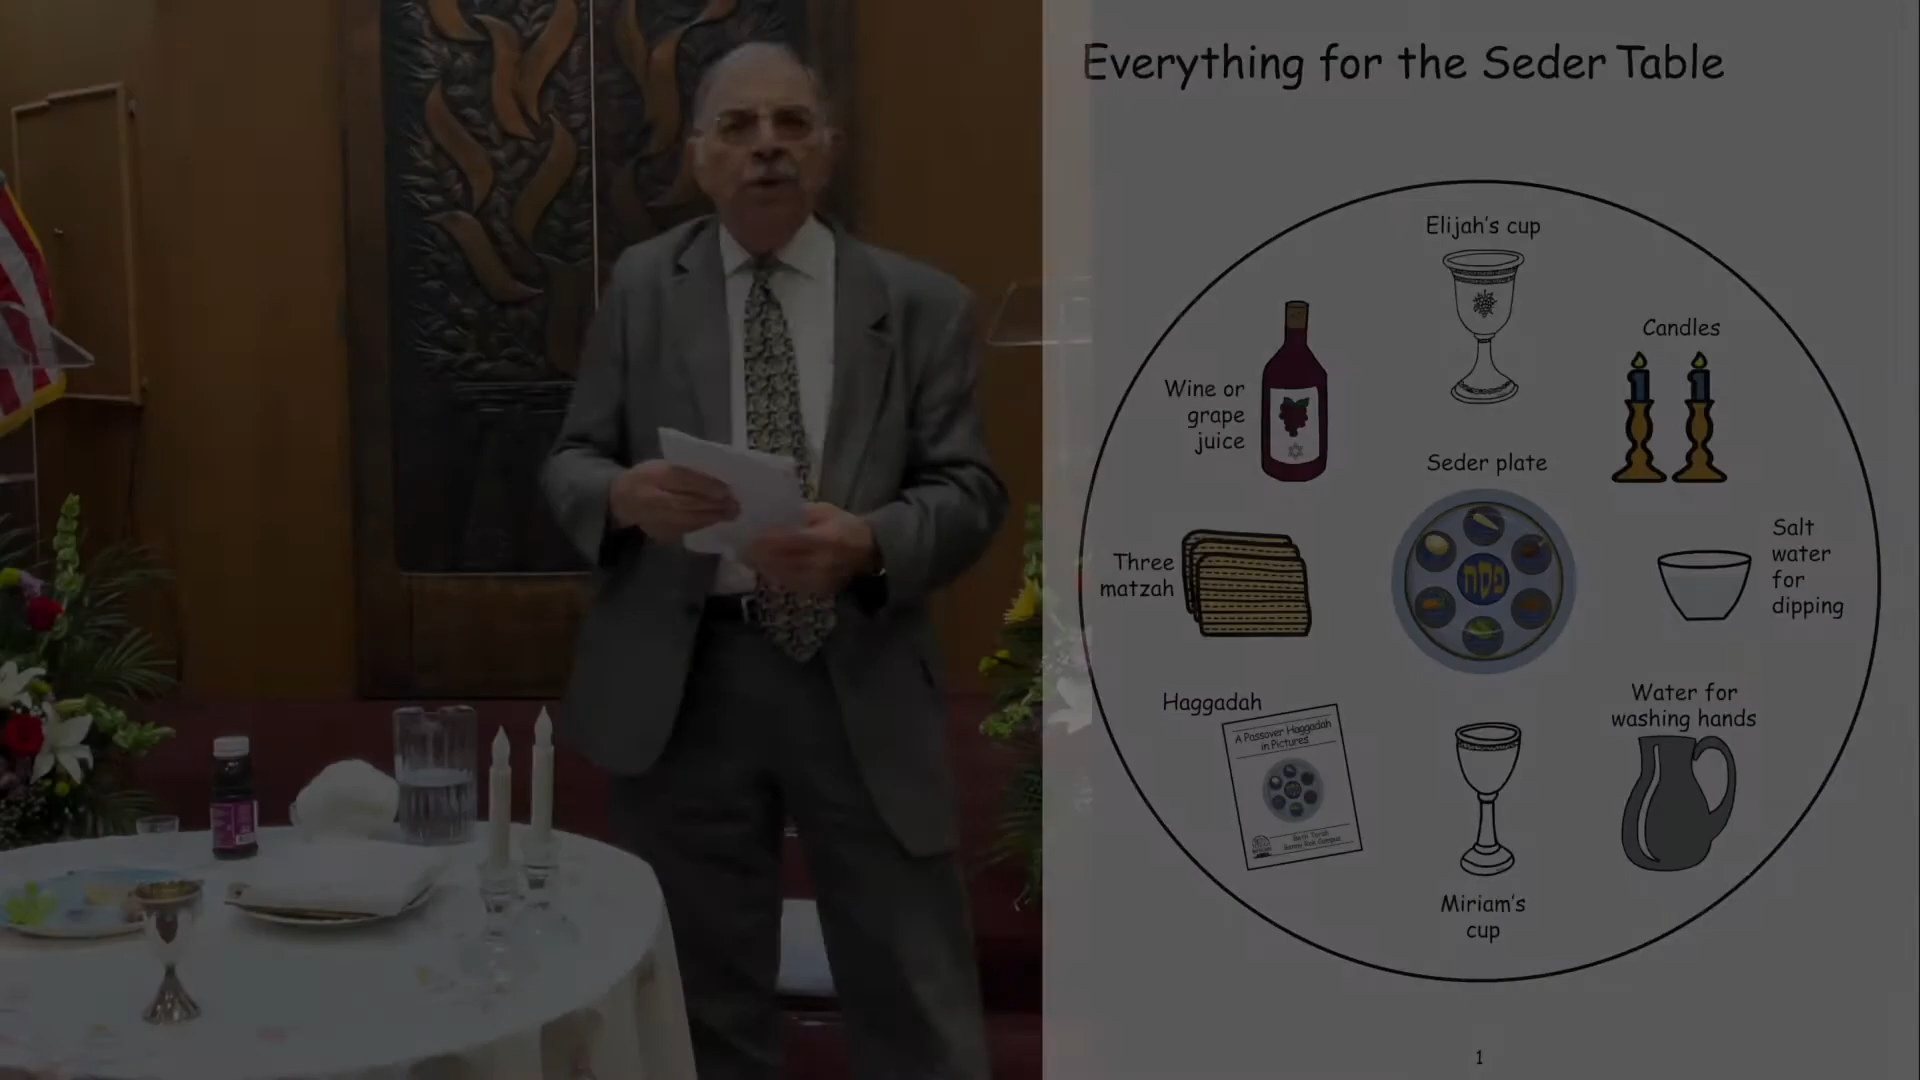 Everything for the Seder Table
Elijah's cup
Candles
Wine or
grape
juice
Seder plate
Salt
water
for
dipping
Three
matzah
פסח
Haggadah
A Passover Haggadah
in Pictures
Water for
washing hands
Miriam's
cup
1